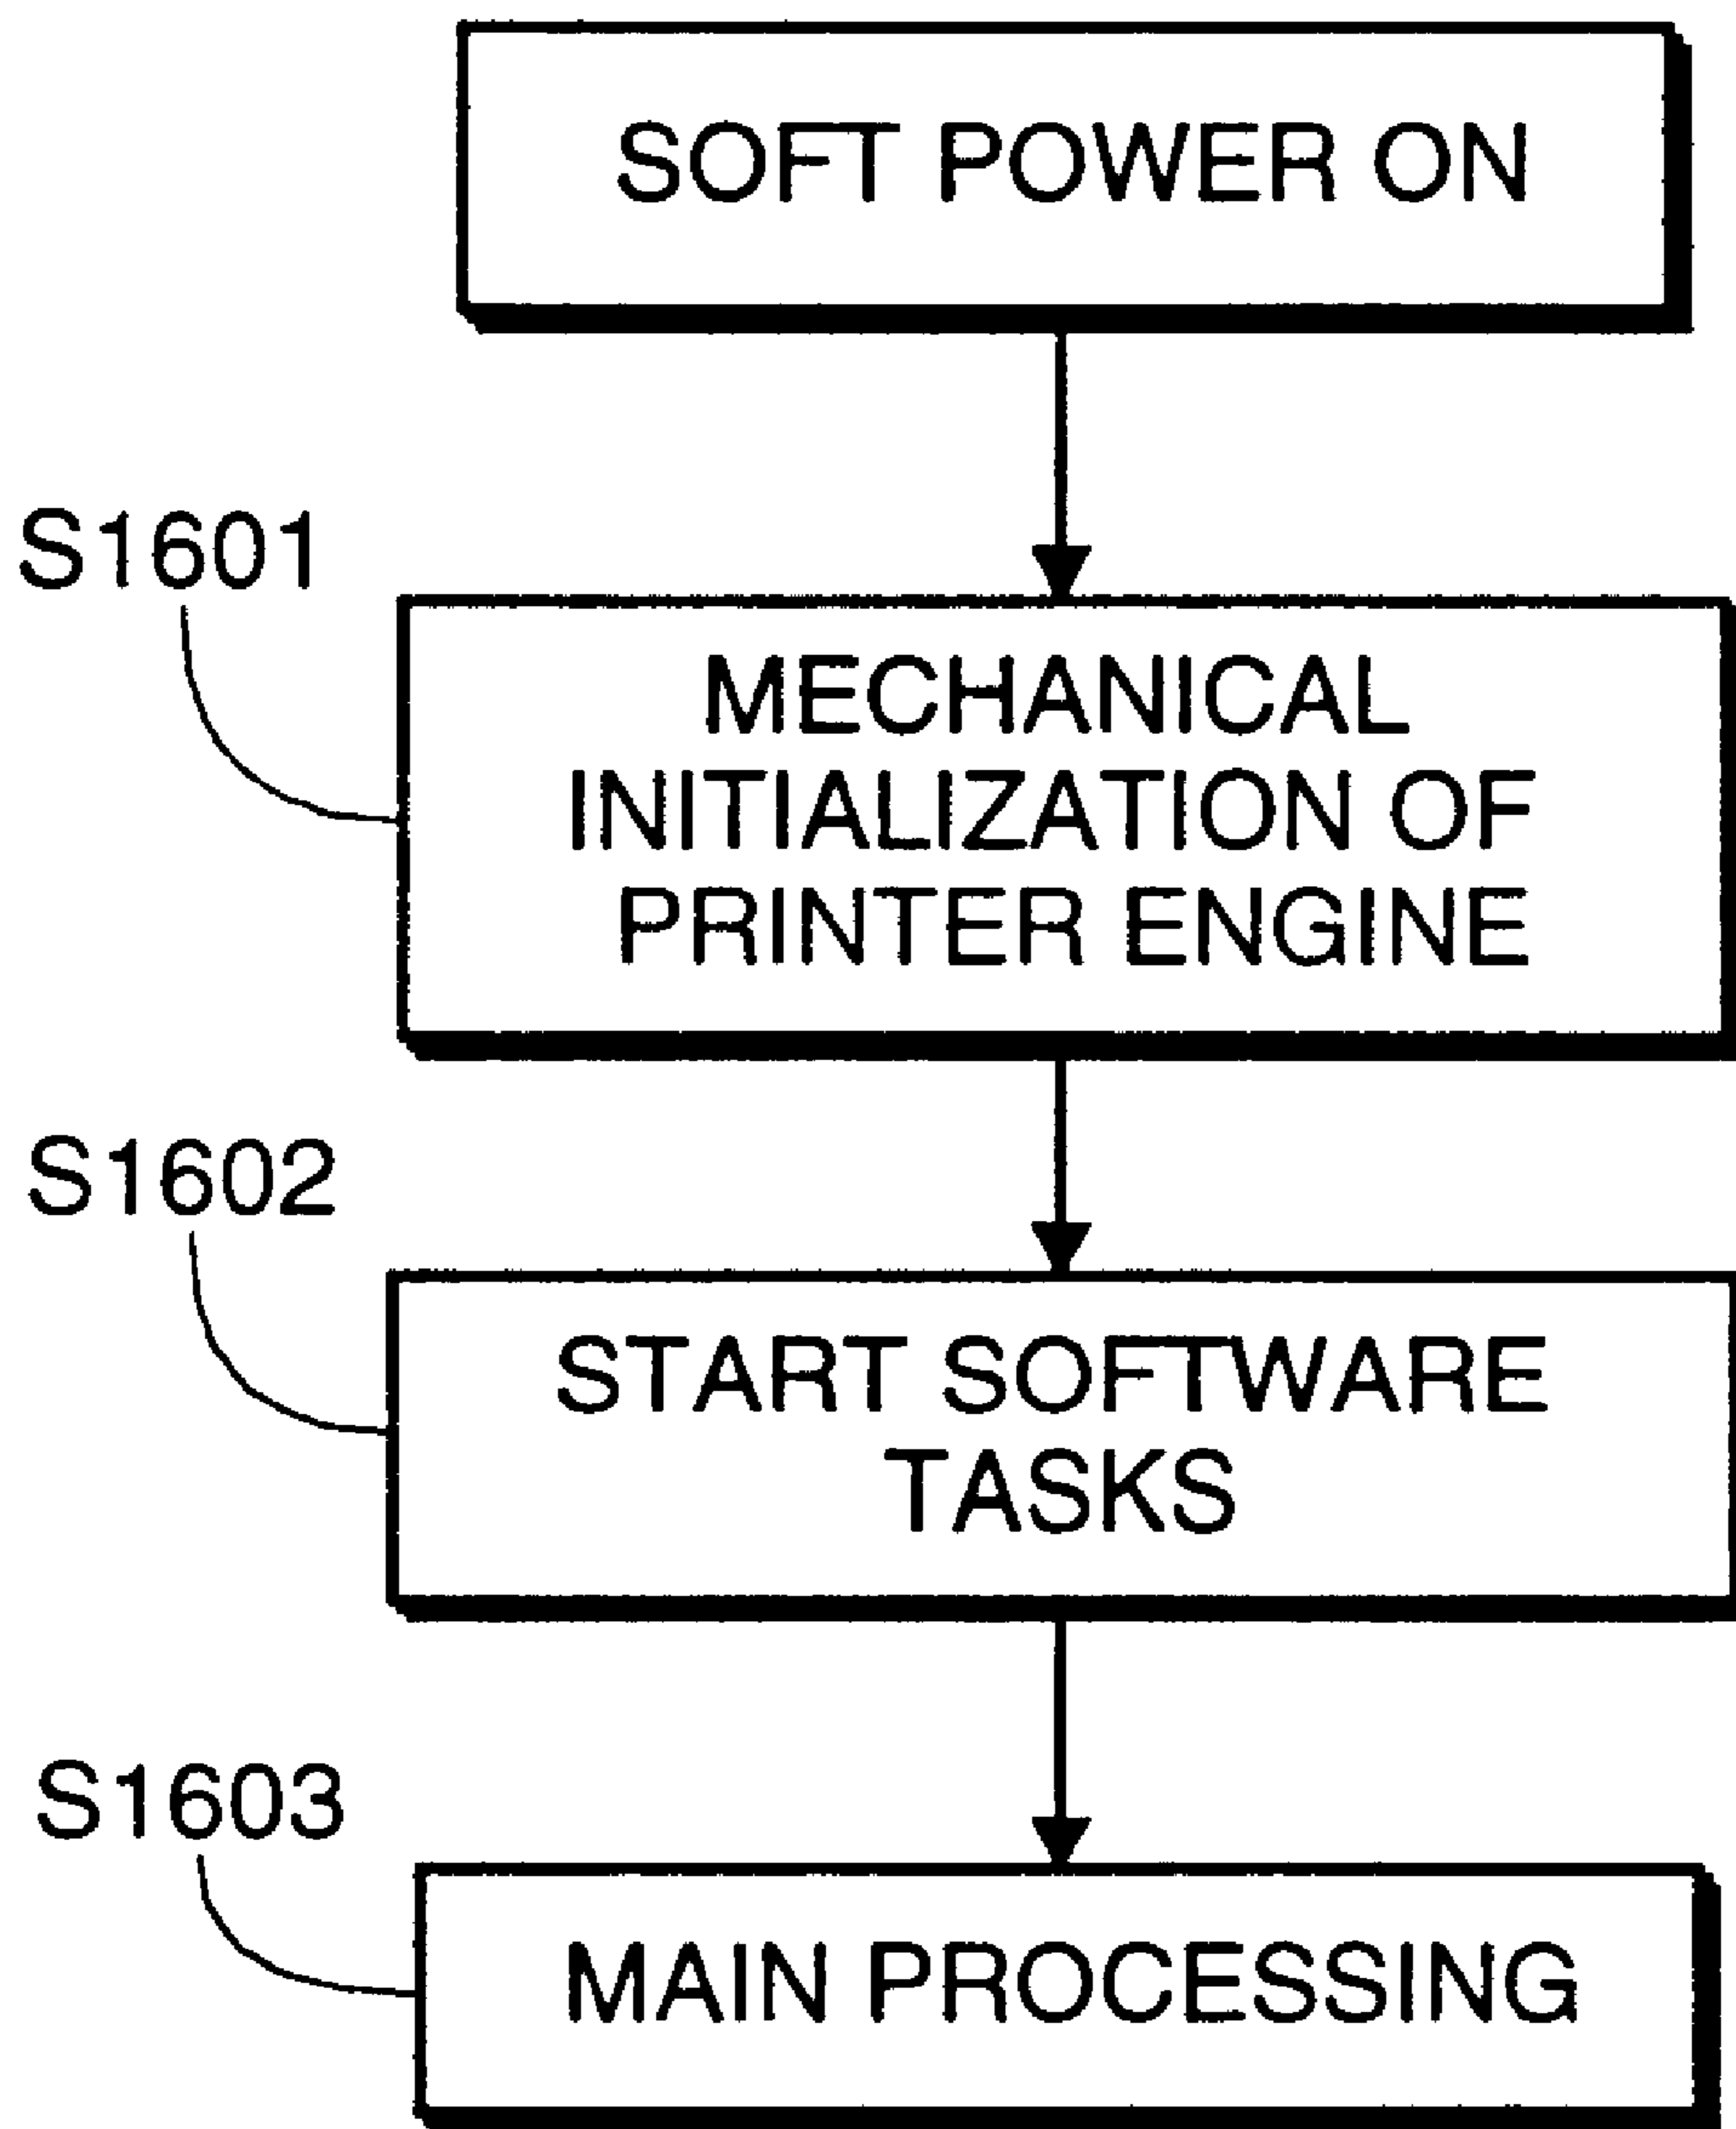 SOFT POWER ON
S1601
MECHANICAL
INITIALIZATION OF
PRINTER ENGINE
S1602
START SOFTWARE
TASKS
S1603
MAIN PROCESSING